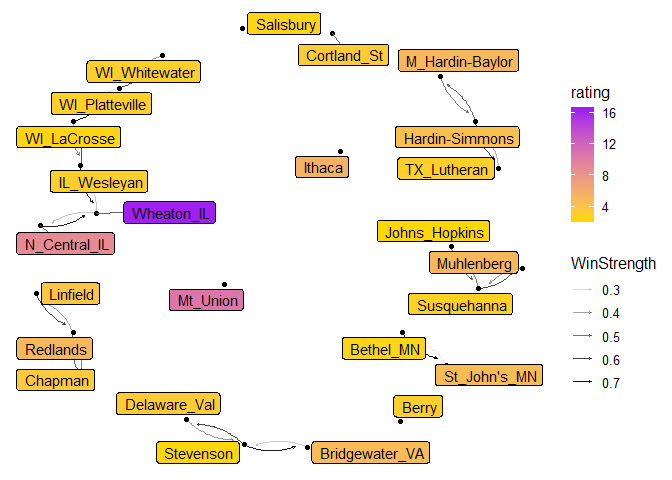 Salisbury
Cortland_St
M_Hardin-Baylor
WI_Whitewater
WI_Platteville
WI_LaCrosse
Hardin-Simmons
TX_Lutheran
Ithaca
IL_Wesleyan
Wheaton_IL
N_Central_IL
Johns_Hopkins
Muhlenberg
Susquehanna
Linfield
Mt_Union
Redlands
Chapman
Bethel_MN
St_John's_MN
Delaware_Val
Berry
Stevenson
Bridgewater_VA
rating
16
12
8
4
WinStrength
0.3
0.4
0.5
0.6
0.7